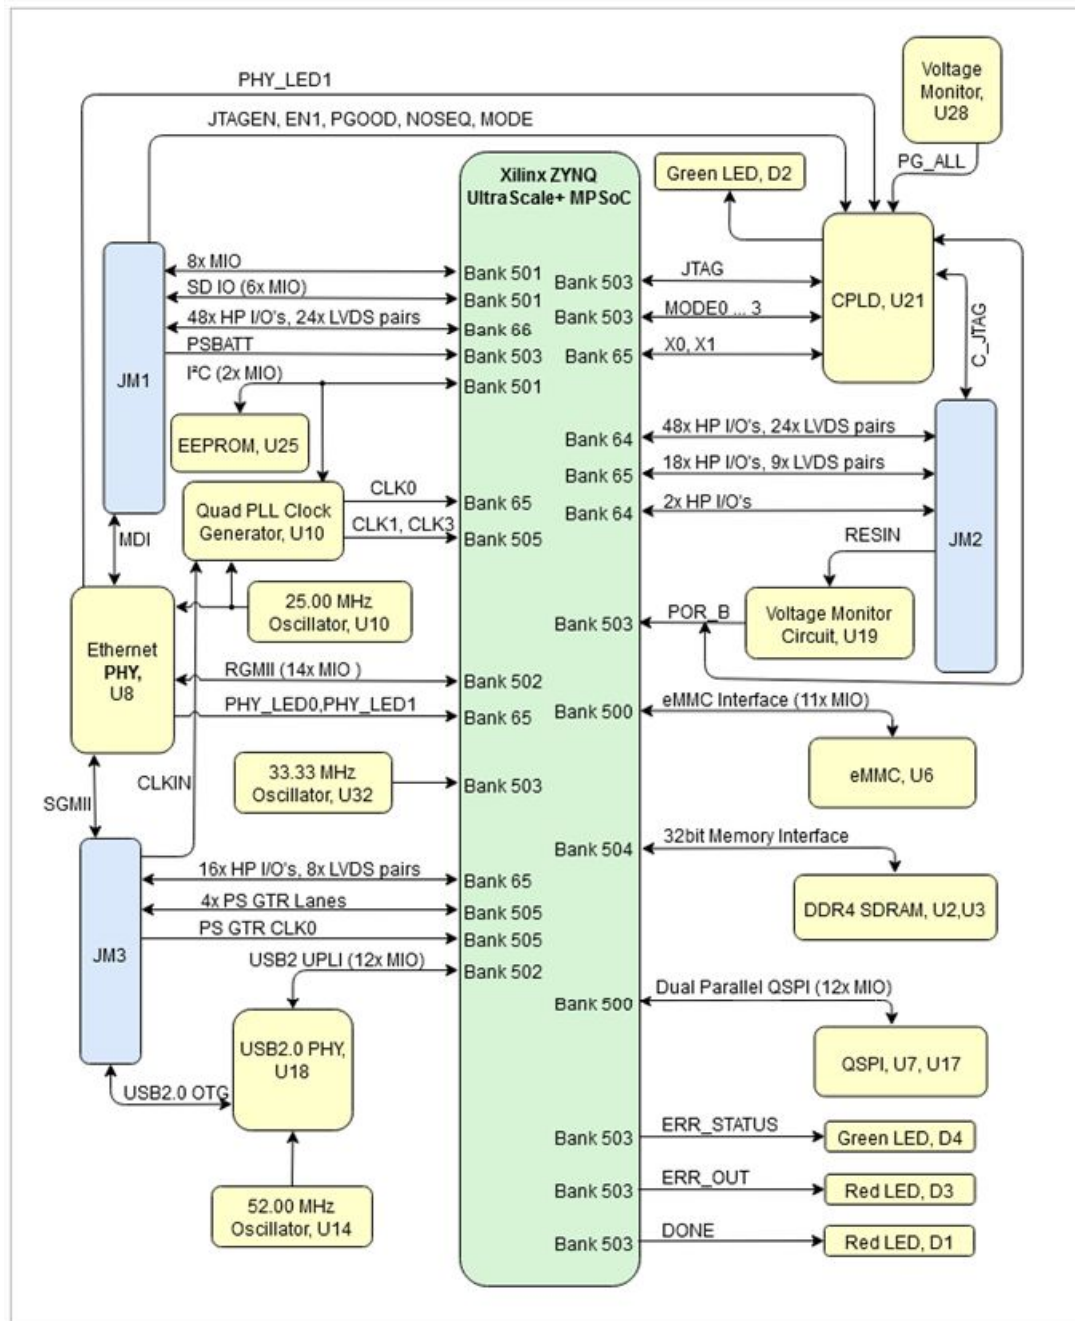 PHY_LED1
Voltage
Monitor,
U28
JTAGEN, EN1, PGOOD, NOSEQ, MODE
PG_ALL
Xilinx ZYNQ
UltraScale+ MPSoC
Green LED, D2
8x MIO
Bank 501
Bank 503
JTAG
CPLD, U21
SD IO (6x MIO)
Bank 501
48x HP I/O's, 24x LVDS pairs
Bank 66
Bank 503
MODE0 ... 3
C_JTAG
PSBATT
Bank 503
Bank 65
X0, X1
JM1
I²C (2x MIO)
Bank 501
EEPROM, U25
Bank 64
48x HP I/O's, 24x LVDS pairs
Bank 65
18x HP I/O's, 9x LVDS pairs
Quad PLL Clock
Generator, U10
CLK0
Bank 65
Bank 64
2x HP I/O's
CLK1, CLK3
Bank 505
MDI
RESIN
JM2
25.00 MHz
Oscillator, U10
Bank 503
POR_B
Voltage Monitor
Circuit, U19
Ethernet
PHY,
U8
RGMII (14x MIO )
Bank 502
PHY_LED0,PHY_LED1
Bank 65
Bank 500
eMMC Interface (11x MIO)
eMMC, U6
SGMII
CLKIN
33.33 MHz
Oscillator, U32
Bank 503
Bank 504
32bit Memory Interface
DDR4 SDRAM, U2,U3
16x HP I/O's, 8x LVDS pairs
Bank 65
4x PS GTR Lanes
Bank 505
PS GTR CLK0
Bank 505
JM3
USB2 UPLI (12x MIO)
Bank 502
Bank 500
Dual Parallel QSPI (12x MIO)
QSPI, U7, U17
USB2.0 PHY,
U18
USB2.0 OTG
Bank 503
ERR_STATUS
Green LED, D4
Bank 503
ERR_OUT
Red LED, D3
52.00 MHz
Oscillator, U14
Bank 503
DONE
Red LED, D1